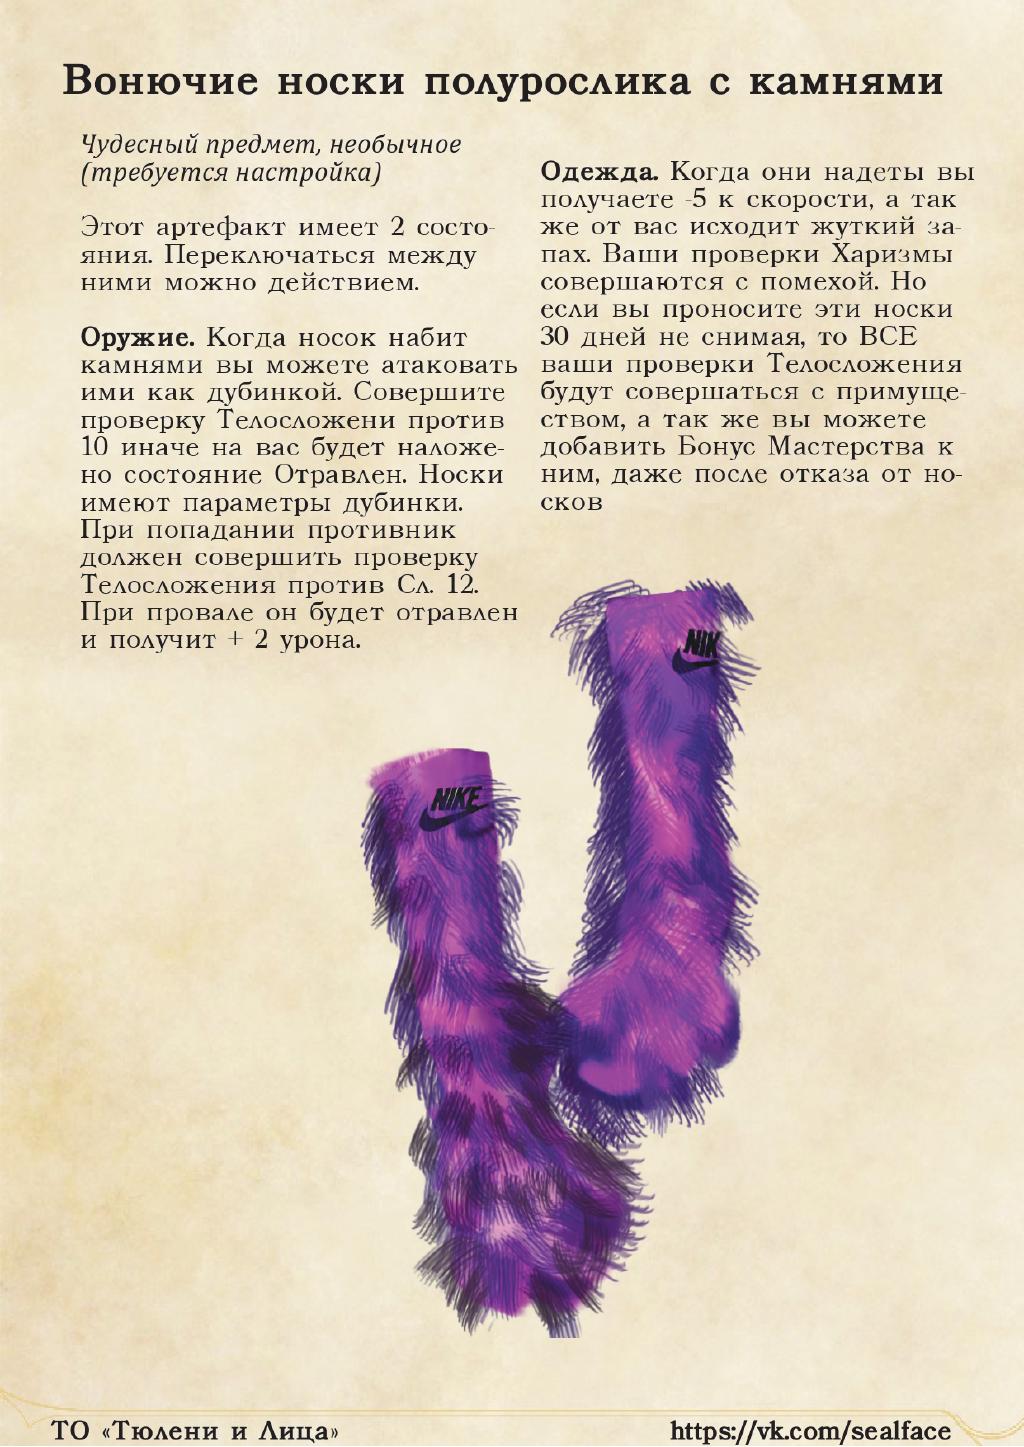 Вонючие носки полурослика с камнями
Чудесный предмет, необычное
(требуется настройка)
Этот артефакт имеет 2 состо-
яния. Переключаться между
ними можно действием.
Оружие. Когда носок набит
камнями вы можете атаковать
ими как дубинкой. Совершите
проверку Телосложени против
10 иначе на вас будет наложе-
но состояние Отравлен. Носки
имеют параметры дубинки.
При попадании противник
должен совершить проверку
Телосложения против Сл. 12.
При провале он будет отравлен
и получит + 2 урона.
Одежда. Когда они надеты вы
получаете -5 к скорости, а так
же от вас исходит жуткий за-
пах. Ваши проверки Харизмы
совершаются с помехой. Но
если вы проносите эти носки
30 дней не снимая, то ВСЕ
ваши проверки Телосложения
будут совершаться с примуще-
ством, а так же вы можете
добавить Бонус Мастерства к
ним, даже после отказа от но-
сков
NIK
NIKE
ТО «Тюлени и Лица»
https://vk.com/sealface